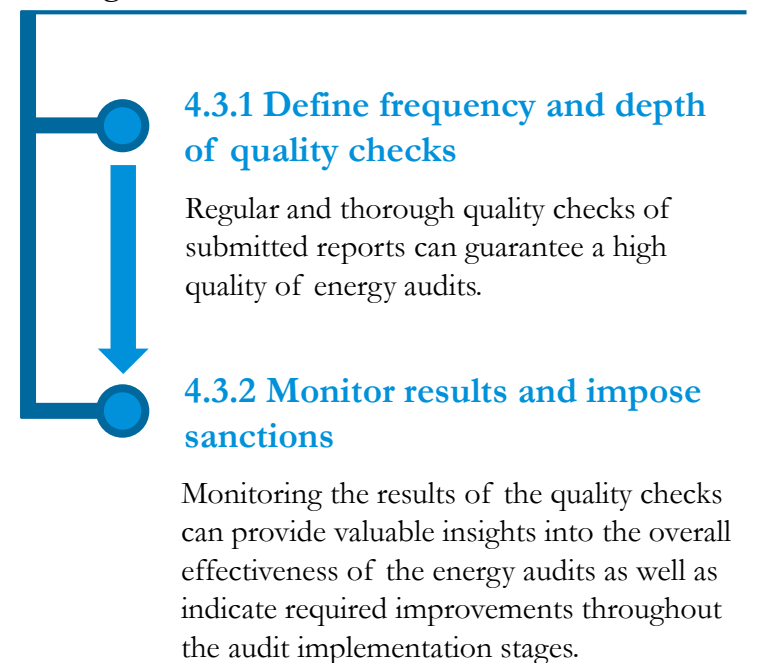 4.3.1 Define frequency and depth
of quality checks
Regular and thorough quality checks of
submitted reports can guarantee a high
quality of energy audits.
4.3.2 Monitor results and impose
sanctions
Monitoring the results of the quality checks
can provide valuable insights into the overall
effectiveness of the energy audits as well as
indicate required improvements throughout
the audit implementation stages.